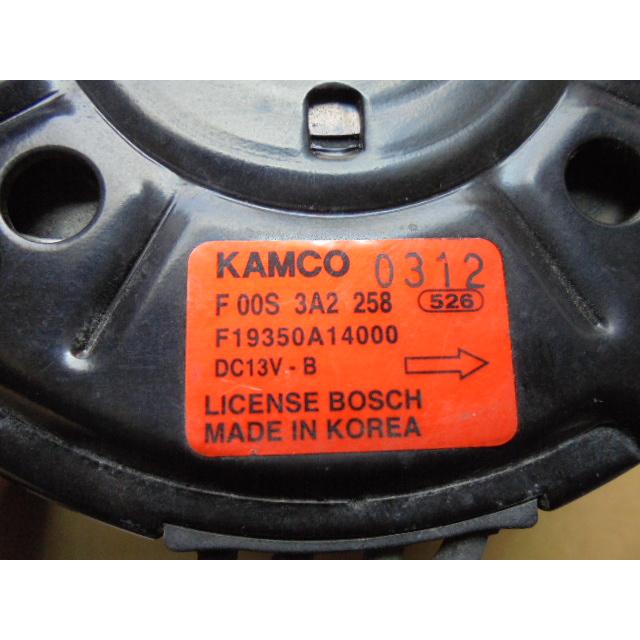 KAMCO 0312
F 00S 3A2 258 526
F19350A14000
DC13V - B
LICENSE BOSCH
MADE IN KOREA